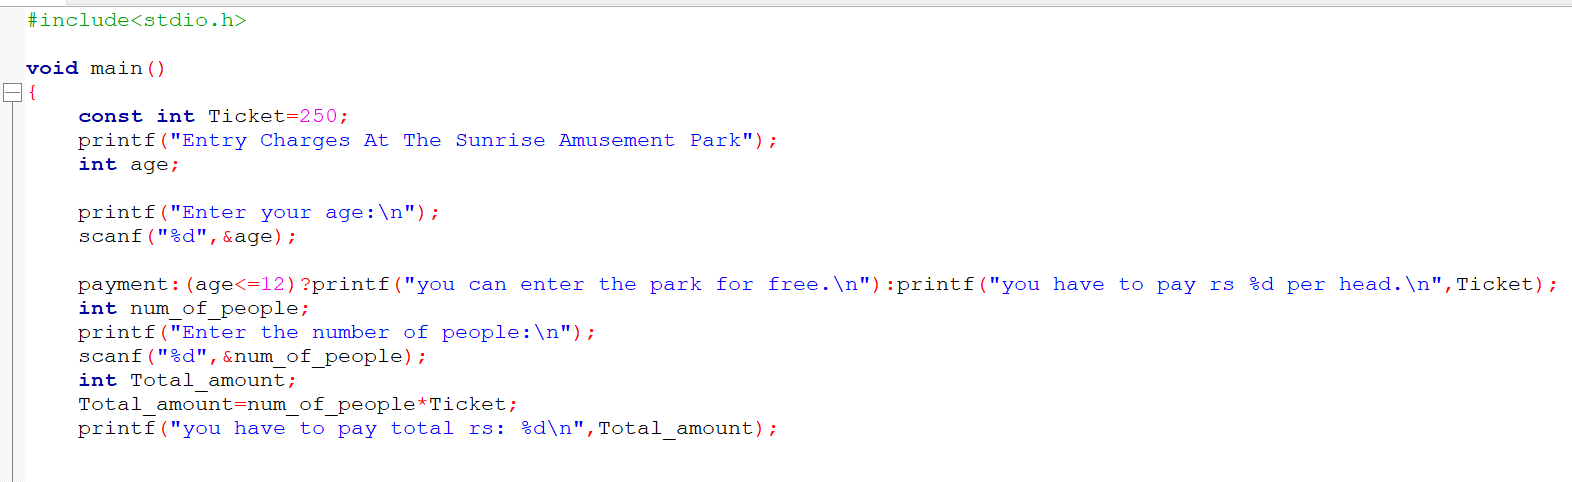 #include<stdio.h>
void main()
{
const int Ticket=250;
printf("Entry Charges At The Sunrise Amusement Park");
int age;
printf("Enter your age:\n");
scanf("%d",&age);
payment:(age<=12)?printf("you can enter the park for free.\n"):printf("you have to pay rs %d per head.\n",Ticket);
int num_of_people;
printf("Enter the number of people:\n");
scanf("%d",&num_of_people);
int Total_amount;
Total_amount=num_of_people*Ticket;
printf("you have to pay total rs: %d\n",Total_amount);